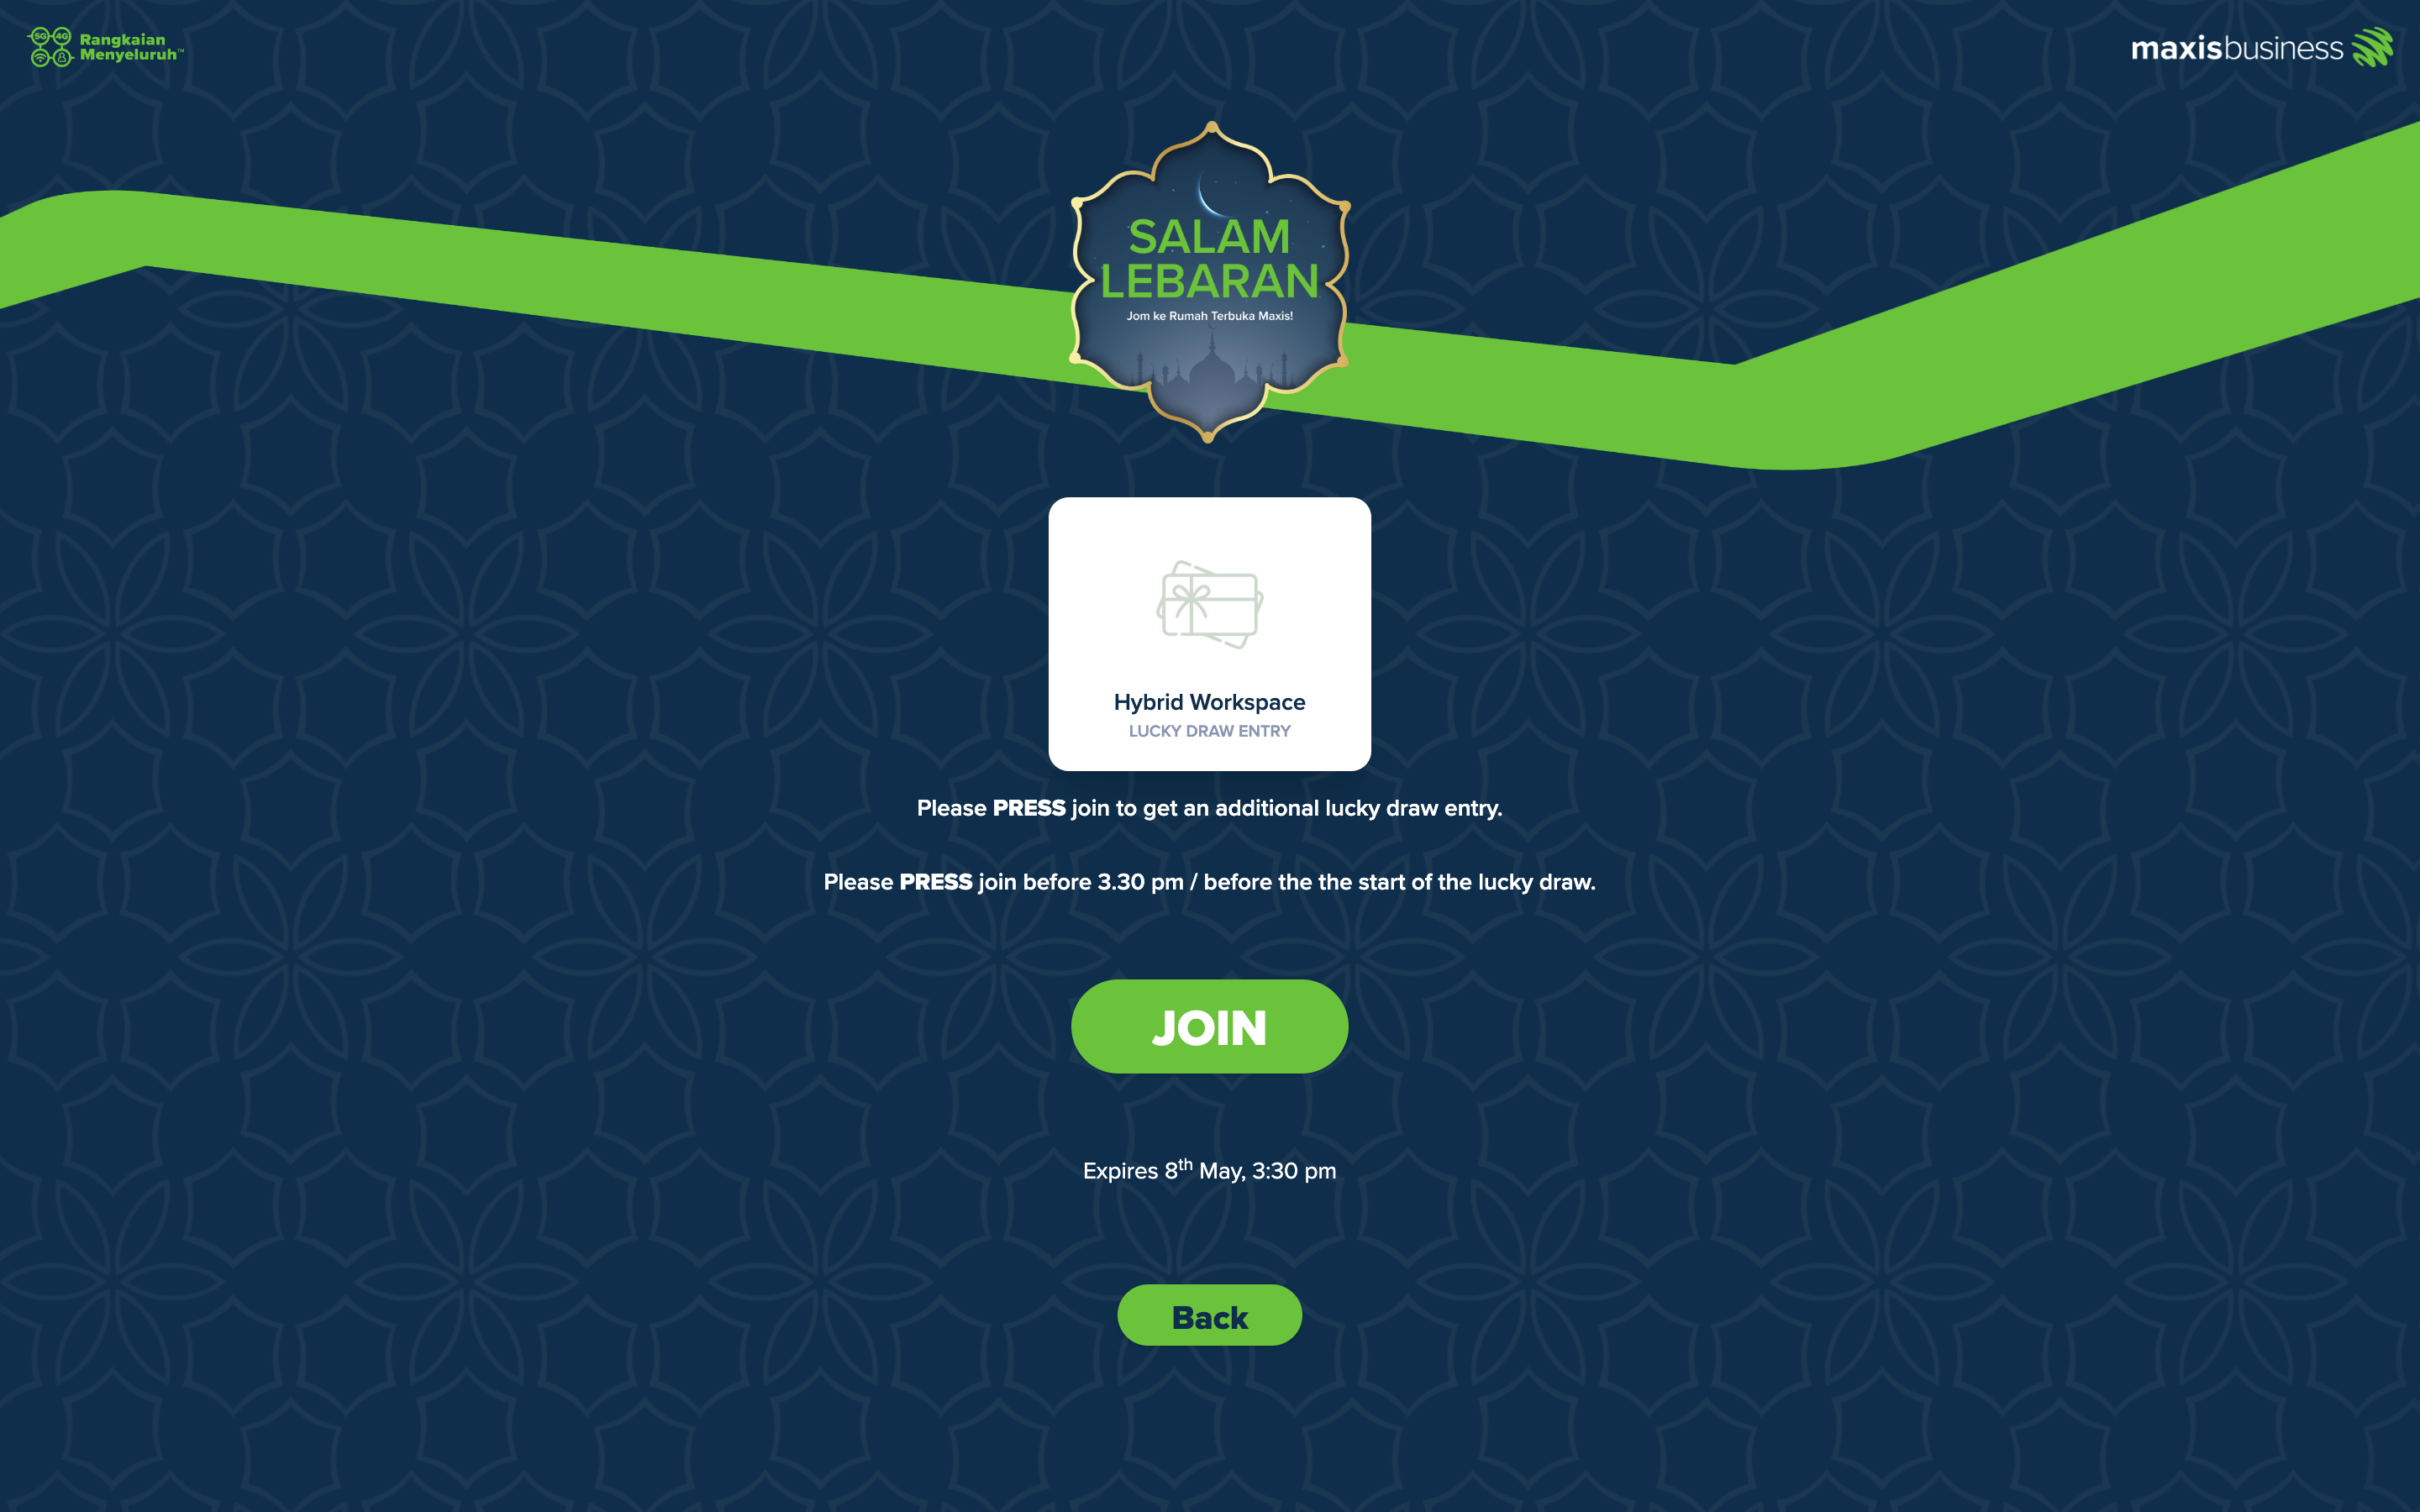 5G 4G
Rangkaian
Menyeluruh™
maxisbusiness
SALAM
LEBARAN
Jom ke Rumah Terbuka Maxis!
Hybrid Workspace
LUCKY DRAW ENTRY
Please PRESS join to get an additional lucky draw entry.
Please PRESS join before 3.30 pm / before the the start of the lucky draw.
JOIN
Expires 8th May, 3:30 pm
Back